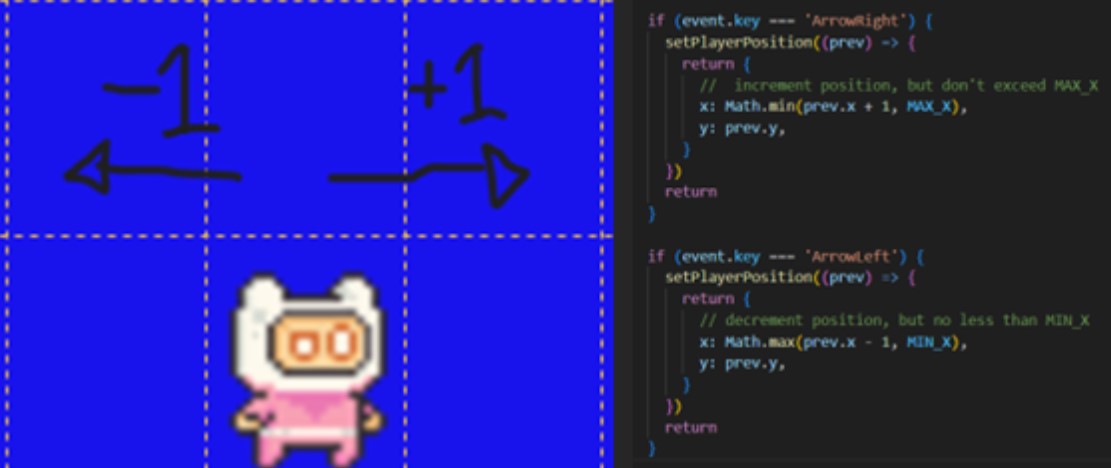 -1
+1
if (event.key === 'ArrowRight') {
setPlayerPosition((prev) => {
return {
// increment position, but don't exceed MAX_X
x: Math.min(prev.x + 1, MAX_X),
y: prev.y,
}
})
return
}
if (event.key === 'ArrowLeft') {
setPlayerPosition((prev) => {
return {
// decrement position, but no less than MIN_X
x: Math.max(prev.x - 1, MIN_X),
y: prev.y,
}
})
return
}